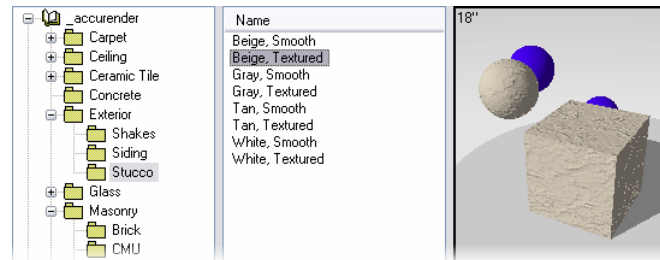 _accurender
Carpet
Ceiling
Ceramic Tile
Concrete
Exterior
Shakes
Siding
Stucco
Glass
Masonry
Brick
CMU
Name
Beige, Smooth
Beige, Textured
Gray, Smooth
Gray, Textured
Tan, Smooth
Tan, Textured
White, Smooth
White, Textured
18"